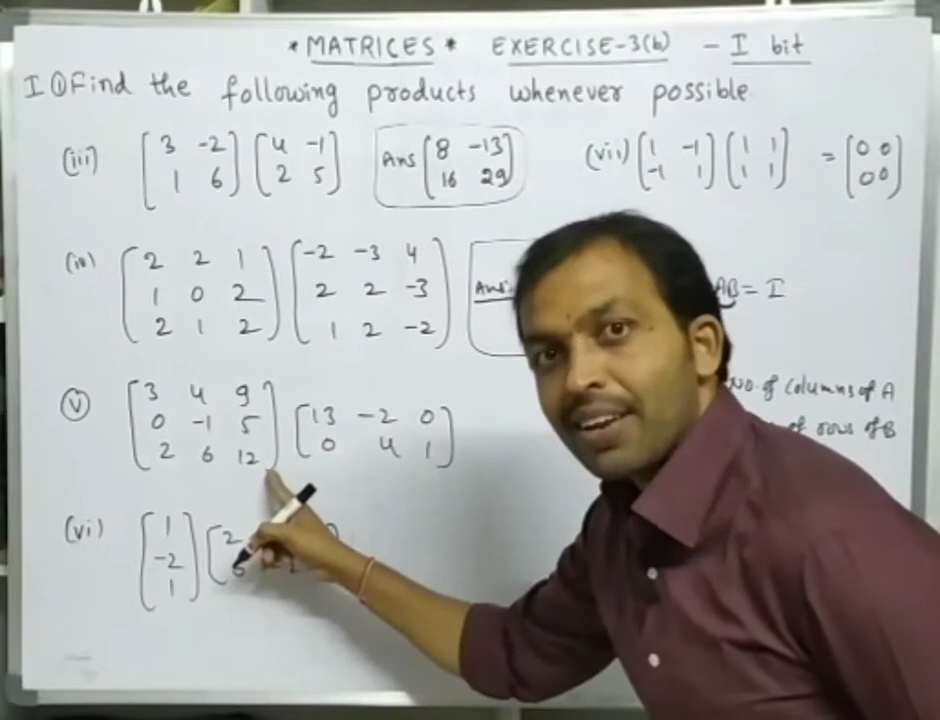 *MATRICES* EXERCISE-3(b) - I bit
I ① Find the following products whenever possible
(iii) [3 -2 [4 -1 Ans [8 -13 (vii) [1 -1 [1 1 = [0 0
1 6] 2 5] 16 29] -1 1] 1 1] 0 0]
(iv) [2 2 1 [-2 -3 4 Ans: AB = I
1 0 2 2 2 -3
2 1 2] 1 2 -2]
(v) [3 4 9 [13 -2 0 No. of Columns of A
0 -1 5 0 4 1] of rows of B
2 6 12]
(vi) [1 [2
-2
1]